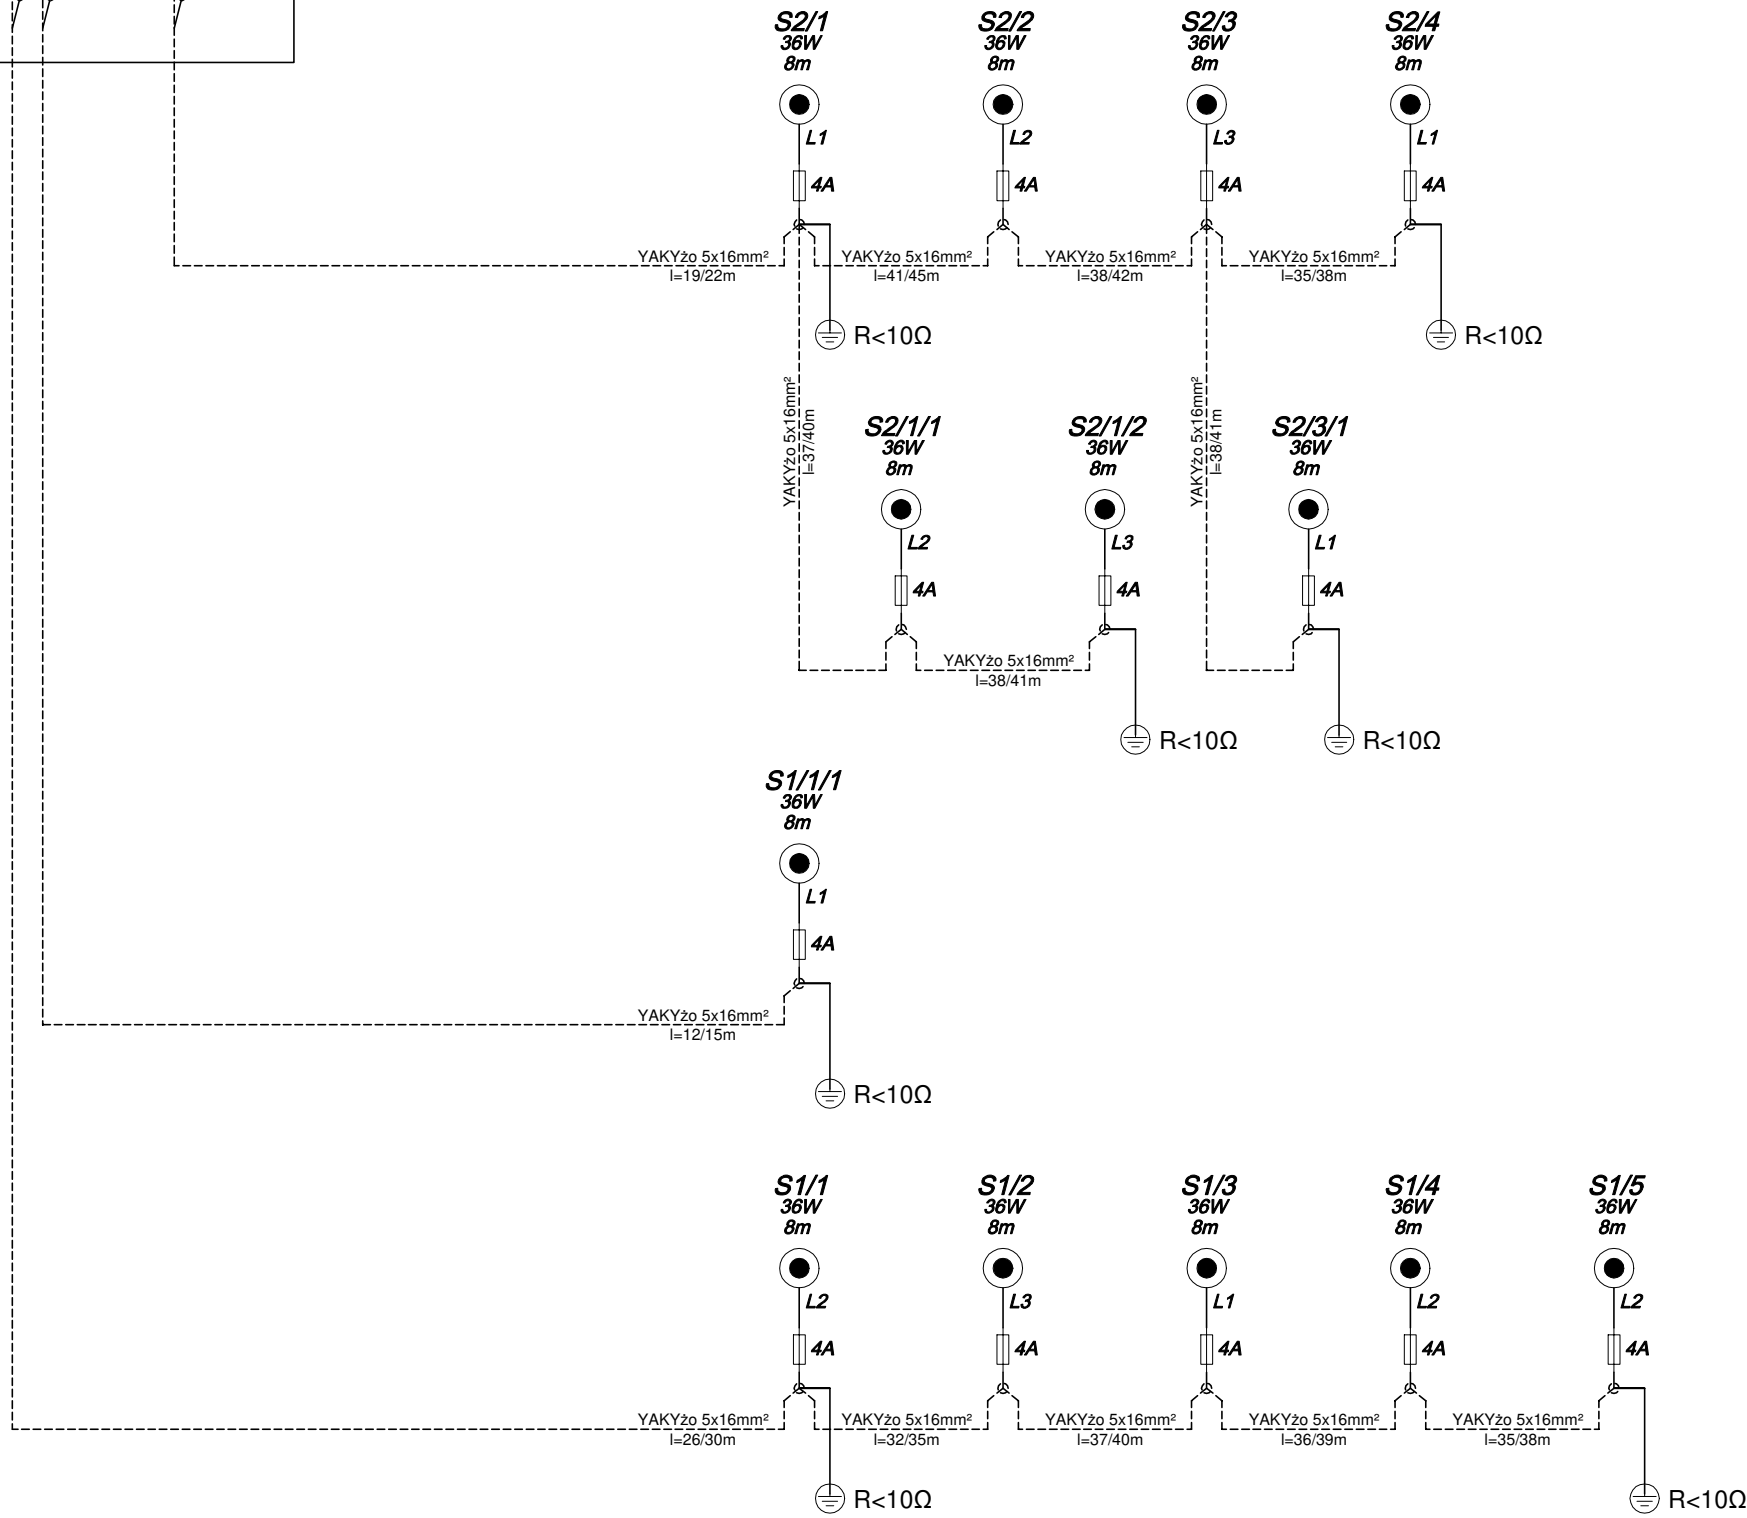 S2/1
36W
8m
S2/2
36W
8m
S2/3
36W
8m
S2/4
36W
8m
L1
L2
L3
L1
4A
4A
4A
4A
YAKYżo 5x16mm²
l=19/22m
YAKYżo 5x16mm²
l=41/45m
YAKYżo 5x16mm²
l=38/42m
YAKYżo 5x16mm²
l=35/38m
R<10Ω
R<10Ω
YAKYżo 5x16mm²
l=37/40m
YAKYżo 5x16mm²
l=38/41m
S2/1/1
36W
8m
S2/1/2
36W
8m
S2/3/1
36W
8m
L2
L3
L1
4A
4A
4A
YAKYżo 5x16mm²
l=38/41m
R<10Ω
R<10Ω
S1/1/1
36W
8m
L1
4A
YAKYżo 5x16mm²
l=12/15m
R<10Ω
S1/1
36W
8m
S1/2
36W
8m
S1/3
36W
8m
S1/4
36W
8m
S1/5
36W
8m
L2
L3
L1
L2
L2
4A
4A
4A
4A
4A
YAKYżo 5x16mm²
l=26/30m
YAKYżo 5x16mm²
l=32/35m
YAKYżo 5x16mm²
l=37/40m
YAKYżo 5x16mm²
l=36/39m
YAKYżo 5x16mm²
l=35/38m
R<10Ω
R<10Ω